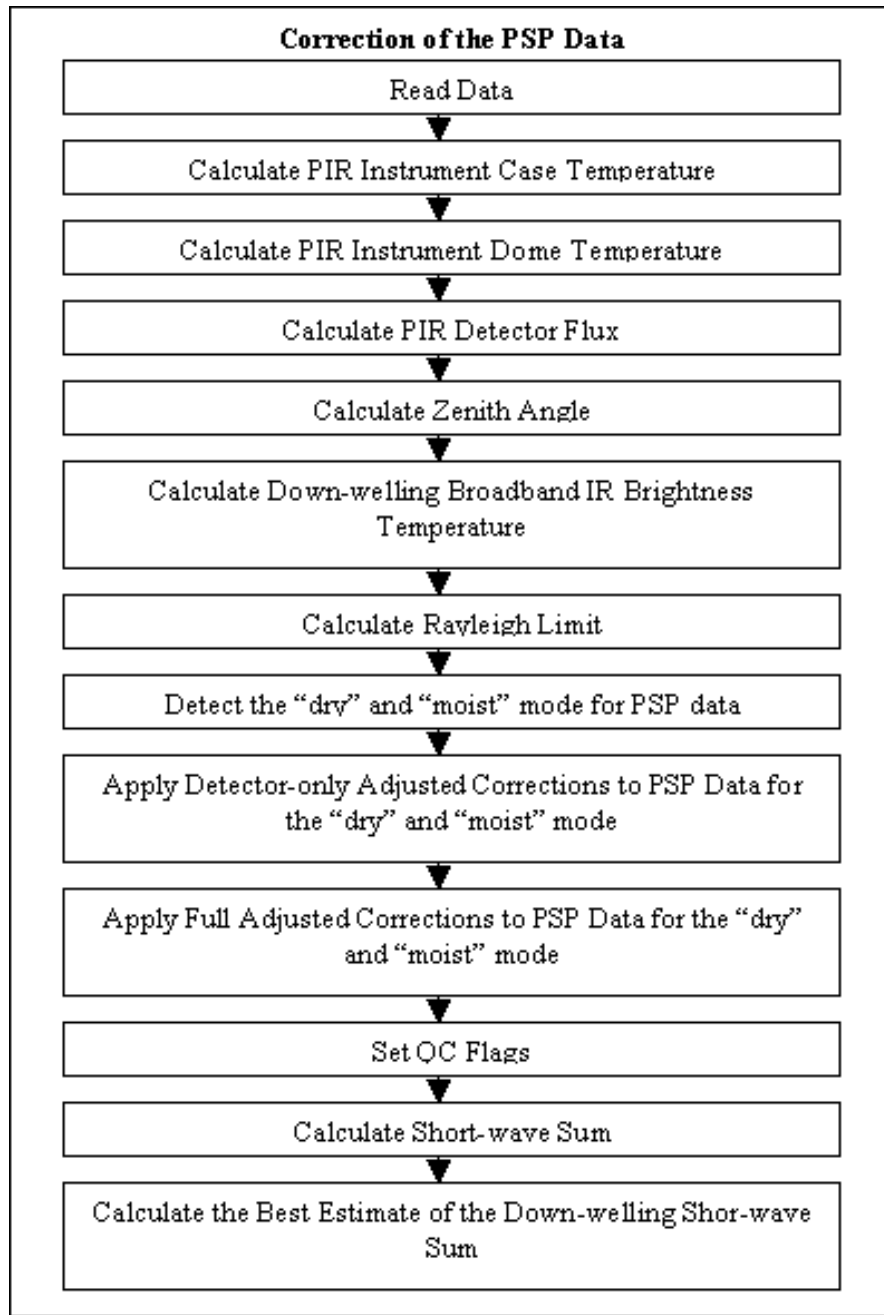 Correction of the PSP Data
Read Data
Calculate PIR Instrument Case Temperature
Calculate PIR Instrument Dome Temperature
Calculate PIR Detector Flux
Calculate Zenith Angle
Calculate Down-welling Broadband IR Brightness
Temperature
Calculate Rayleigh Limit
Detect the “dry” and “moist” mode for PSP data
Apply Detector-only Adjusted Corrections to PSP Data for
the “dry” and “moist” mode
Apply Full Adjusted Corrections to PSP Data for the “dry”
and “moist” mode
Set QC Flags
Calculate Short-wave Sum
Calculate the Best Estimate of the Down-welling Shor-wave
Sum